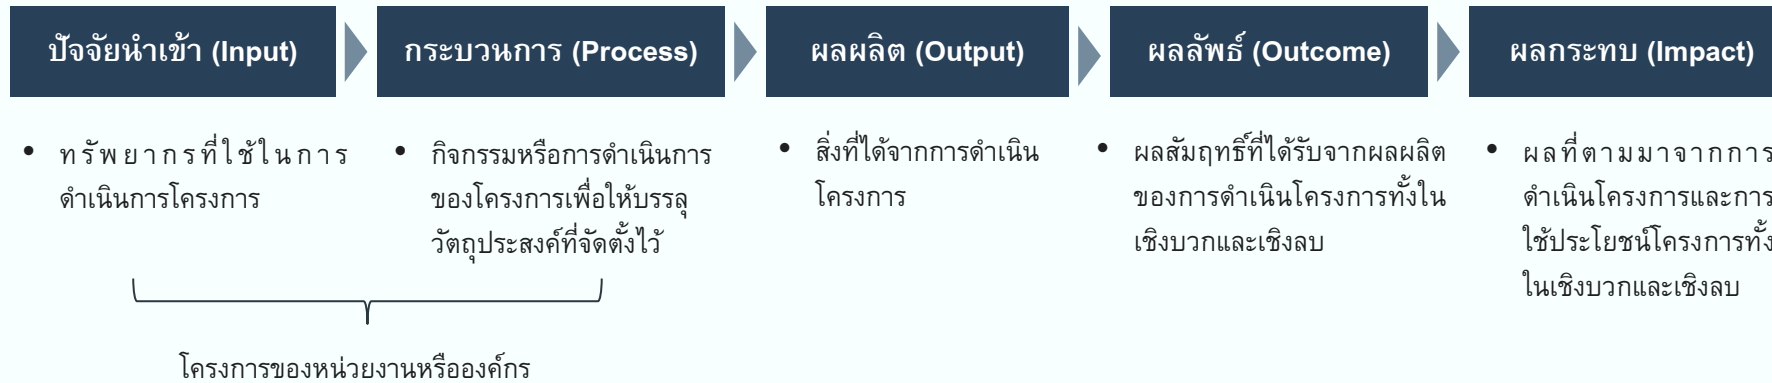 ปัจจัยนำเข้า (Input)
กระบวนการ (Process)
ผลผลิต (Output)
ผลลัพธ์ (Outcome)
ผลกระทบ (Impact)
• ทรัพยากรที่ใช้ในการ
ดำเนินการโครงการ
• กิจกรรมหรือการดำเนินการ
ของโครงการเพื่อให้บรรลุ
วัตถุประสงค์ที่จัดตั้งไว้
• สิ่งที่ได้จากการดำเนิน
โครงการ
• ผลสัมฤทธิ์ที่ได้รับจากผลผลิต
ของการดำเนินโครงการทั้งใน
เชิงบวกและเชิงลบ
• ผลที่ตามมาจากการ
ดำเนินโครงการและการ
ใช้ประโยชน์โครงการทั้ง
ในเชิงบวกและเชิงลบ
โครงการของหน่วยงานหรือองค์กร